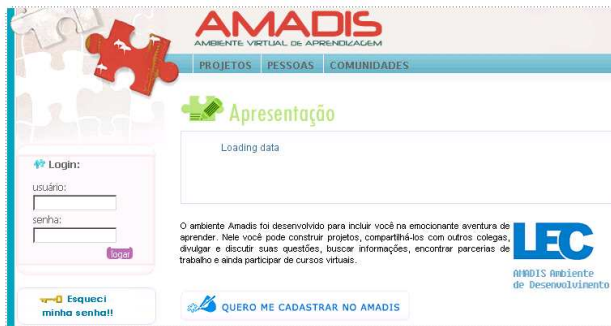 AMADIS
AMBIENTE VIRTUAL DE APRENDIZAGEM
PROJETOS PESSOAS COMUNIDADES
Apresentação
Loading data
Login:
usuário:
senha:
logar
Esqueci
minha senha!!
O ambiente Amadis foi desenvolvido para incluir você na emocionante aventura de
aprender. Nele você pode construir projetos, compartilhá-los com outros colegas,
divulgar e discutir suas questões, buscar informações, encontrar parcerias de
trabalho e ainda participar de cursos virtuais.
LEC
AMADIS Ambiente
de Desenvolvimento
QUERO ME CADASTRAR NO AMADIS